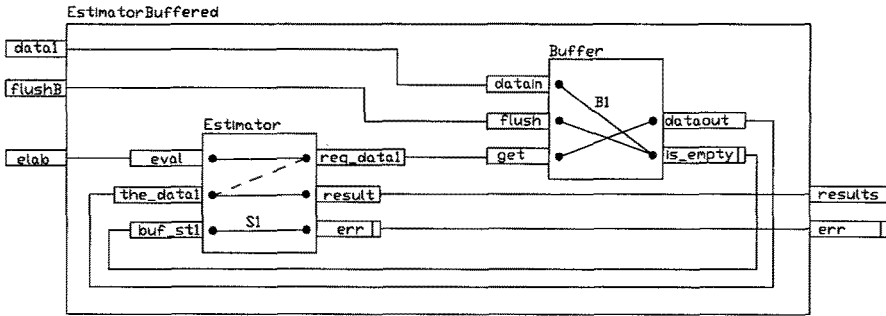 EstimatorBuffered
data1
flushB
elab
Buffer
datain
flush
get
B1
dataout
is_empty
Estimator
eval
the_data1
buf_st1
S1
req_data1
result
err
results
err